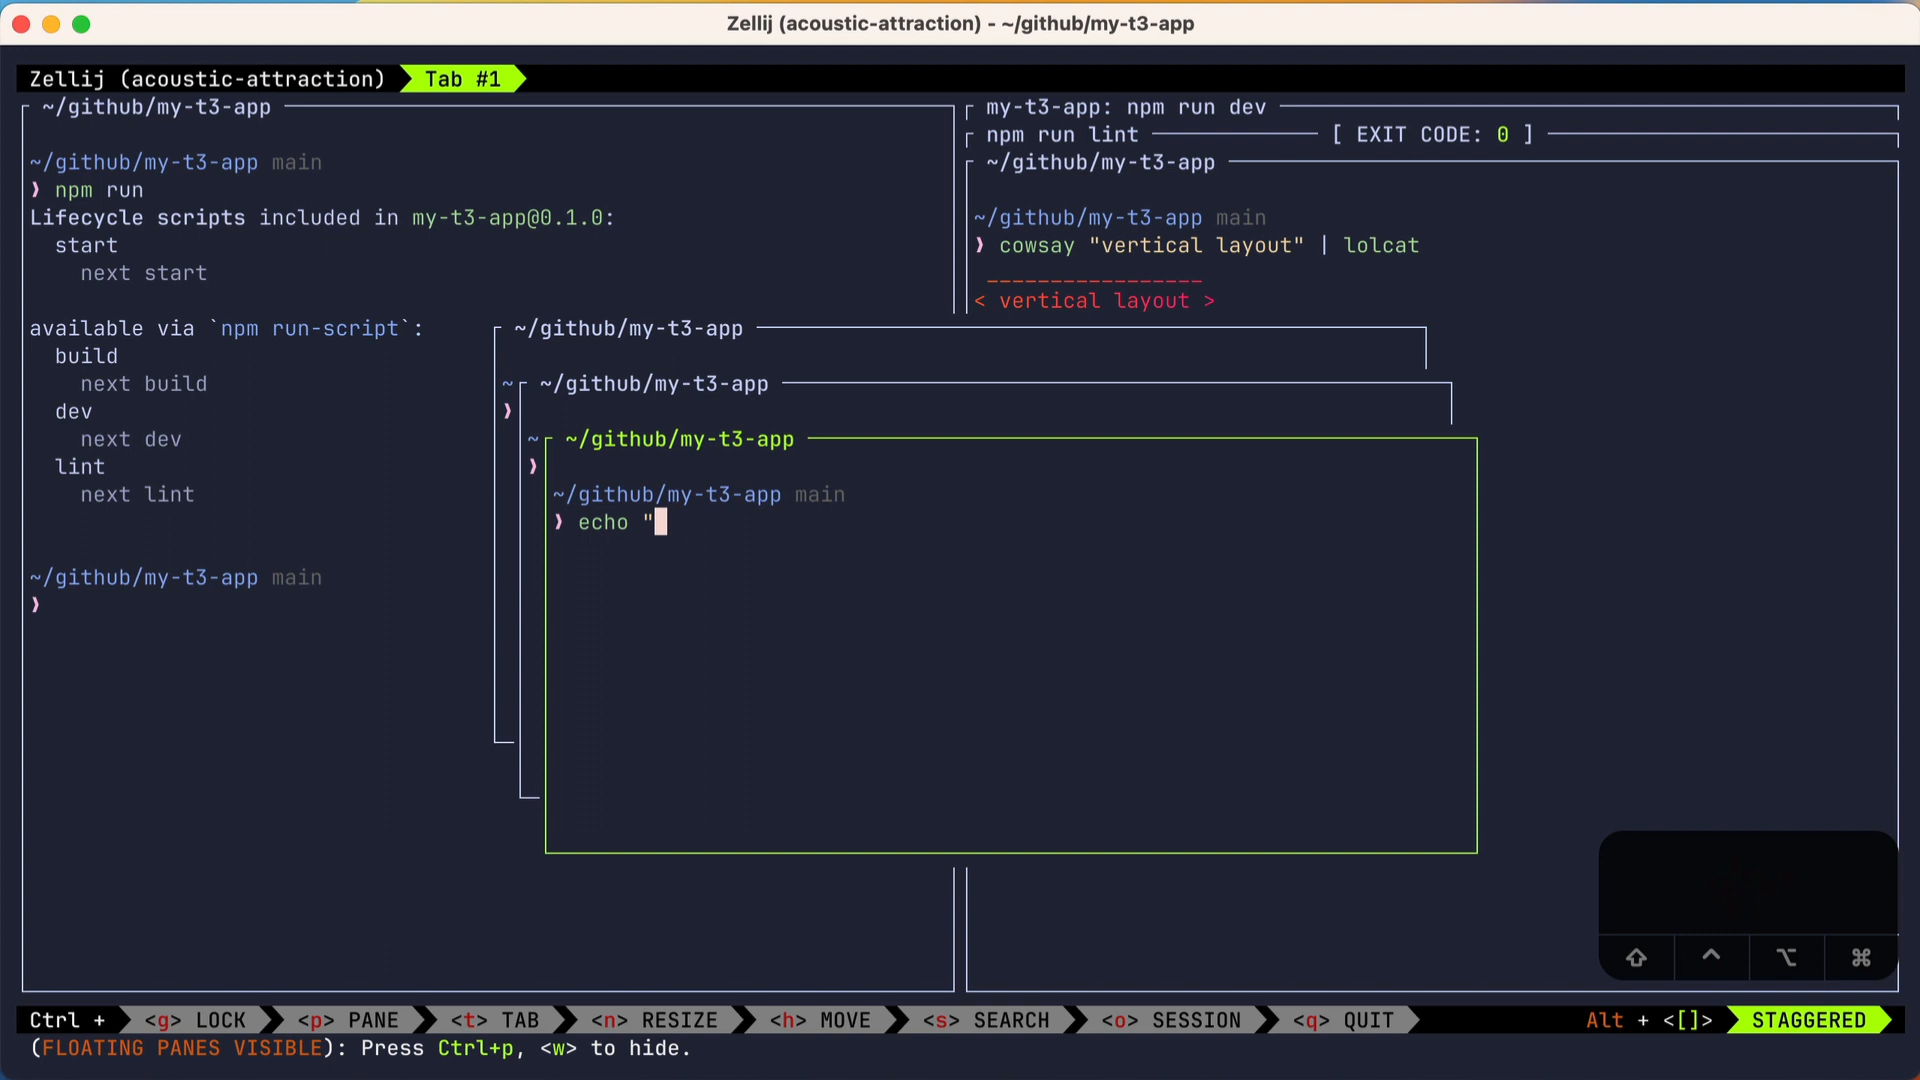 Zellij (acoustic-attraction) - ~/github/my-t3-app
Zellij (acoustic-attraction) Tab #1
~/github/my-t3-app
~/github/my-t3-app main
❱ npm run
Lifecycle scripts included in my-t3-app@0.1.0:
start
next start
available via `npm run-script`:
build
next build
dev
next dev
lint
next lint
~/github/my-t3-app main
❱
my-t3-app: npm run dev
npm run lint [ EXIT CODE: 0 ]
~/github/my-t3-app
~/github/my-t3-app main
❱ cowsay "vertical layout" | lolcat
_________________
< vertical layout >
~/github/my-t3-app
~
❱
~/github/my-t3-app
~
❱
~/github/my-t3-app
~/github/my-t3-app main
❱ echo "
Ctrl + <g> LOCK <p> PANE <t> TAB <n> RESIZE <h> MOVE <s> SEARCH <o> SESSION <q> QUIT Alt + <[]> STAGGERED
(FLOATING PANES VISIBLE): Press Ctrl+p, <w> to hide.